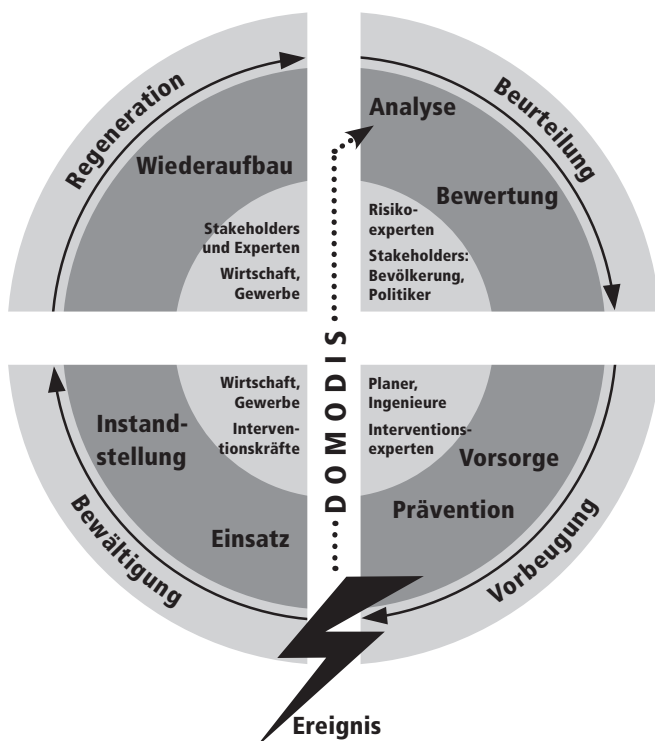 Regeneration
Wiederaufbau
Stakeholders
und Experten
Wirtschaft,
Gewerbe
Beurteilung
Analyse
Bewertung
Risiko-
experten
Stakeholders:
Bevölkerung,
Politiker
DOMODIS
Wirtschaft,
Gewerbe
Interven-
tionskräfte
Instand-
stellung
Einsatz
Bewältigung
Planer,
Ingenieure
Interventions-
experten
Vorsorge
Prävention
Vorbeugung
Ereignis